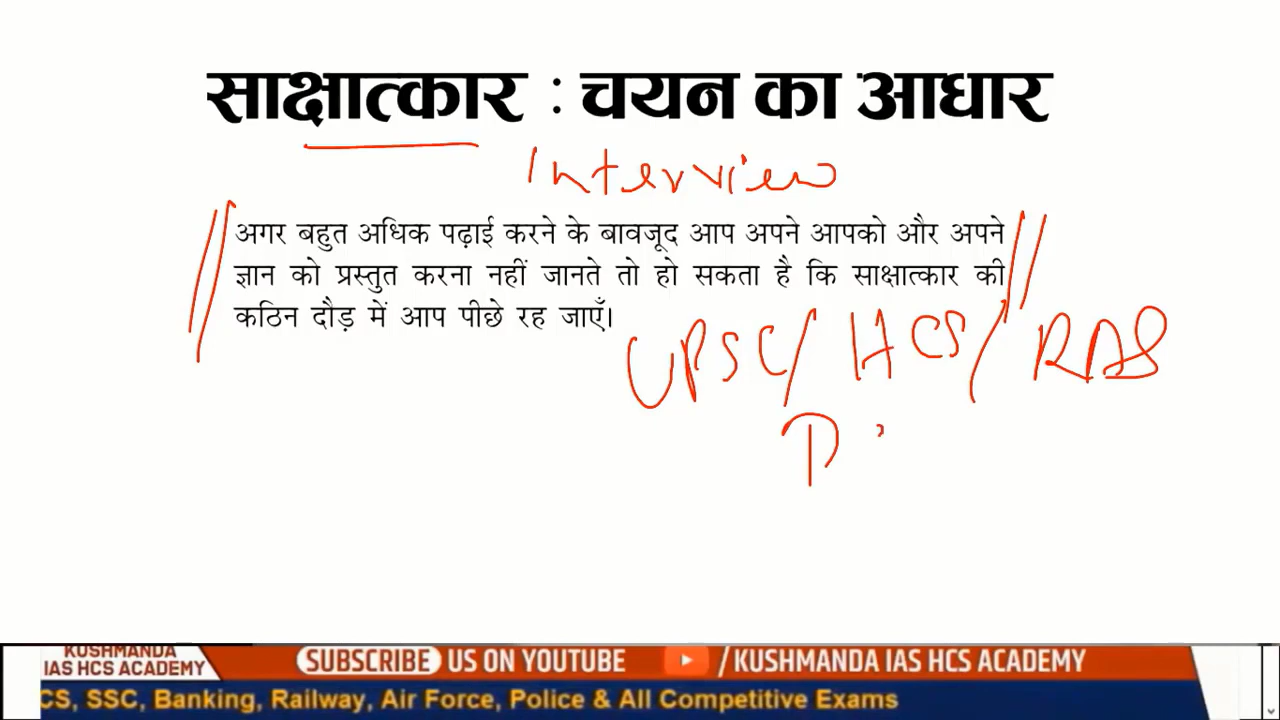 साक्षात्कार : चयन का आधार
Interview
अगर बहुत अधिक पढ़ाई करने के बावजूद आप अपने आपको और अपने
ज्ञान को प्रस्तुत करना नहीं जानते तो हो सकता है कि साक्षात्कार की
कठिन दौड़ में आप पीछे रह जाएँ।
UPSC/ HCS/ RAS
KUSHMANDA
IAS HCS ACADEMY
SUBSCRIBE US ON YOUTUBE /KUSHMANDA IAS HCS ACADEMY
CS, SSC, Banking, Railway, Air Force, Police & All Competitive Exams